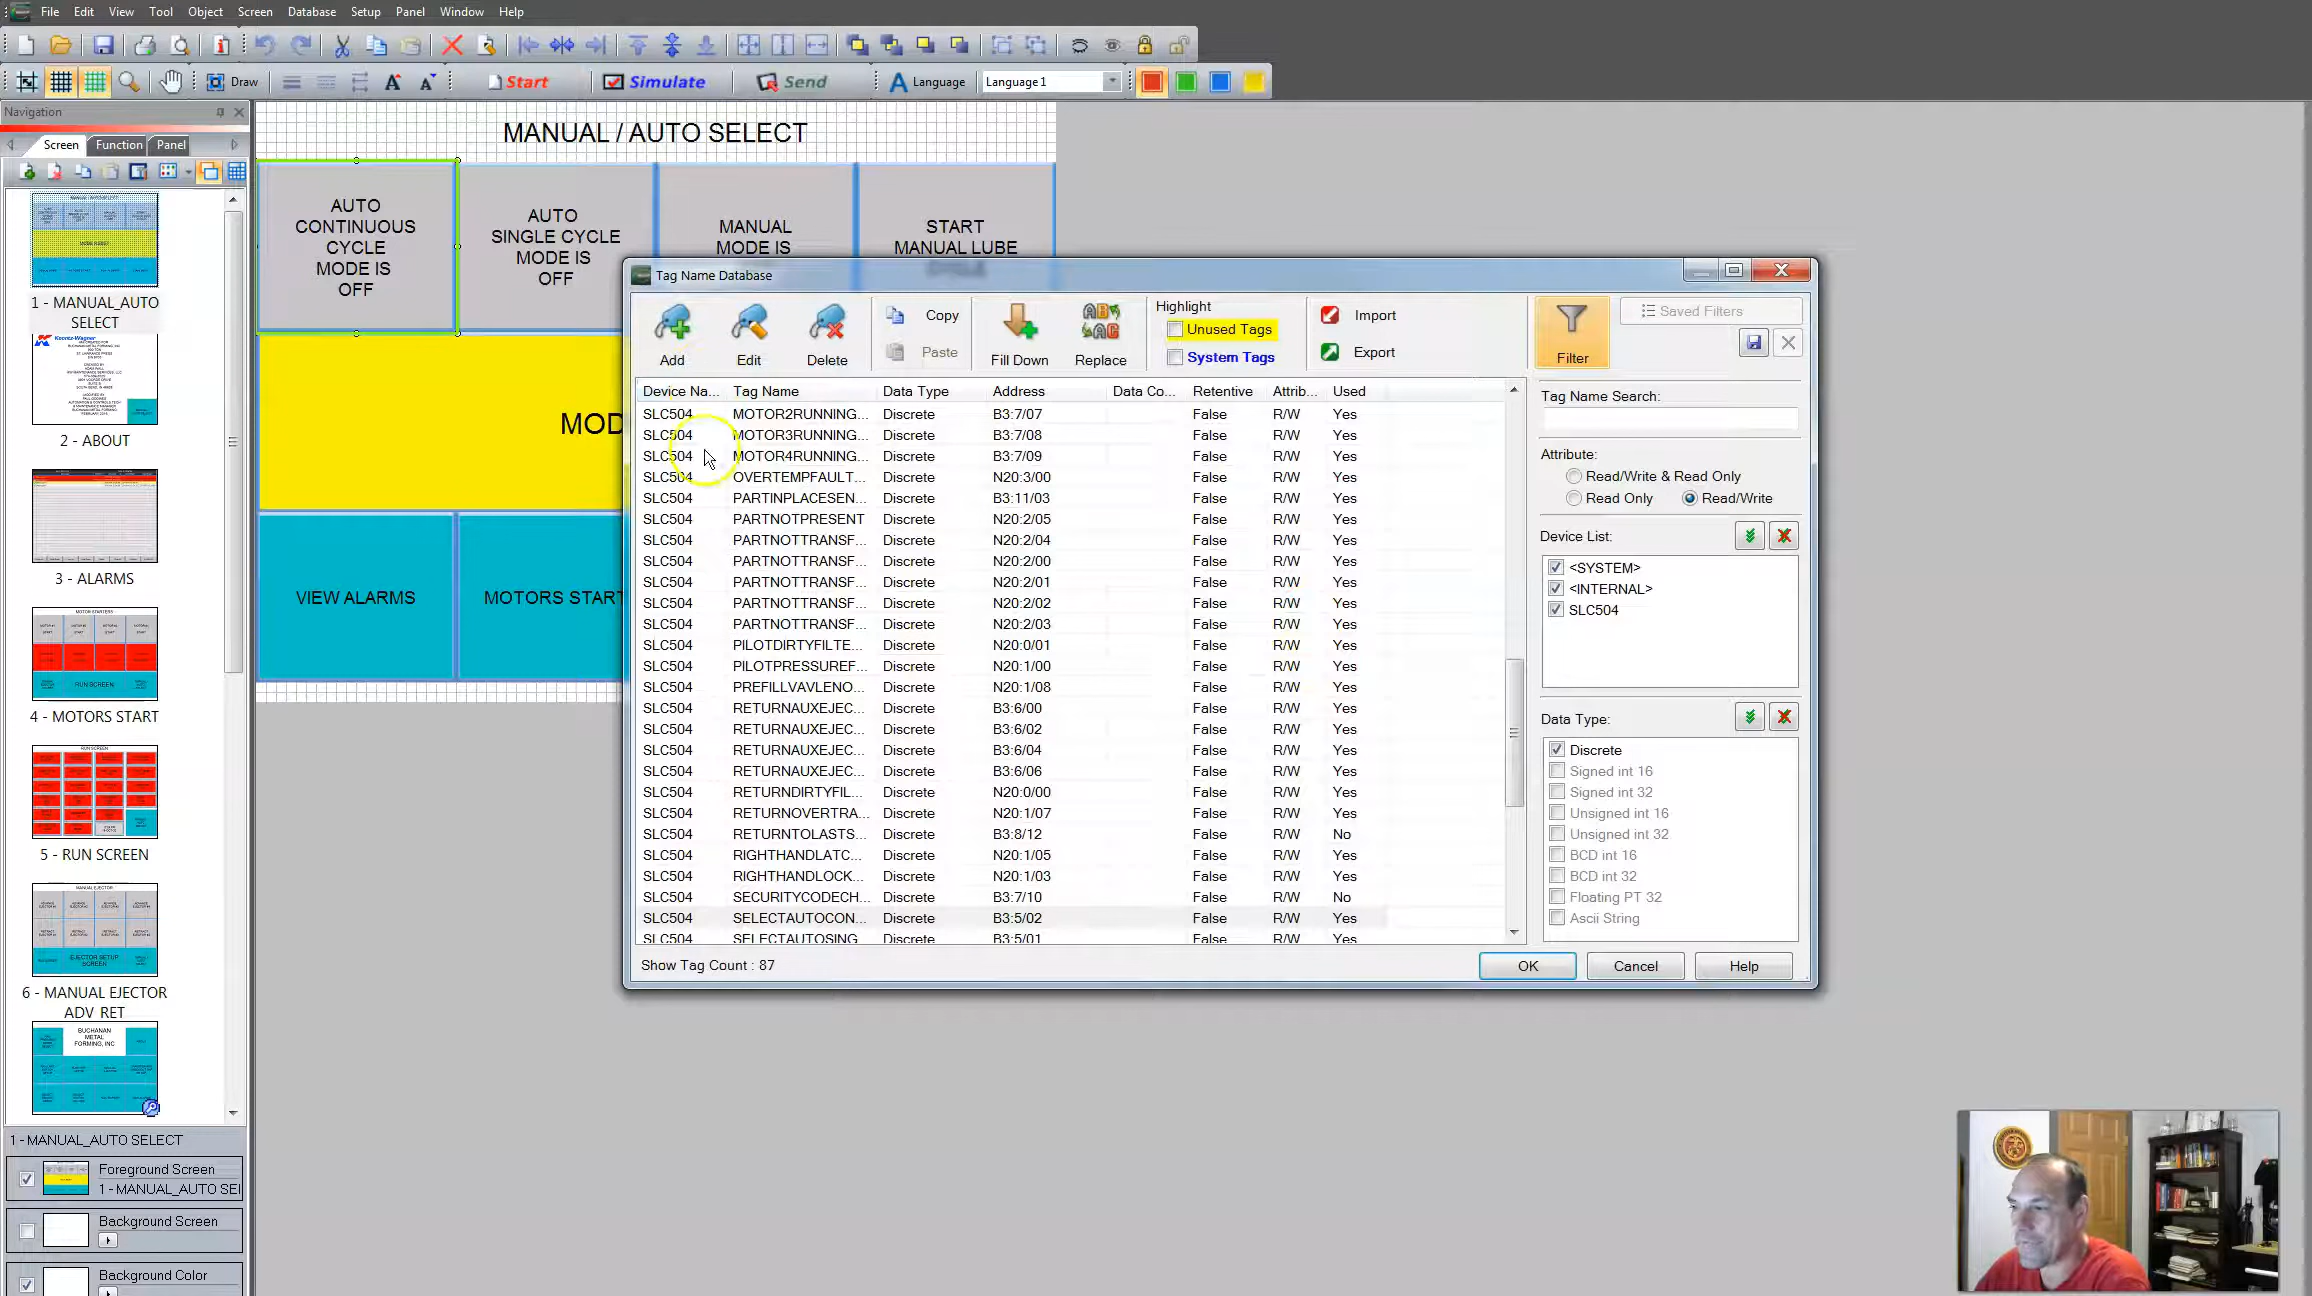 File Edit View Tool Object Screen Database Setup Panel Window Help
Draw Start Simulate Send Language Language 1
Navigation
Screen Function Panel
1 - MANUAL_AUTO
SELECT
2 - ABOUT
3 - ALARMS
4 - MOTORS START
5 - RUN SCREEN
6 - MANUAL EJECTOR
ADV RET
BUCHANAN
METAL
FORMING, INC
1 - MANUAL_AUTO SELECT
Foreground Screen
1 - MANUAL_AUTO SEI
Background Screen
Background Color
MANUAL / AUTO SELECT
AUTO
CONTINUOUS
CYCLE
MODE IS
OFF
AUTO
SINGLE CYCLE
MODE IS
OFF
MANUAL
MODE IS
START
MANUAL LUBE
MOD
VIEW ALARMS
MOTORS START
Tag Name Database
Add Edit Delete Copy Paste Fill Down Replace
Highlight
Unused Tags
System Tags
Import
Export
Filter
Saved Filters
Device Na... Tag Name Data Type Address Data Co... Retentive Attrib... Used
SLC504 MOTOR2RUNNING... Discrete B3:7/07 False R/W Yes
SLC504 MOTOR3RUNNING... Discrete B3:7/08 False R/W Yes
SLC504 MOTOR4RUNNING... Discrete B3:7/09 False R/W Yes
SLC504 OVERTEMPFAULT... Discrete N20:3/00 False R/W Yes
SLC504 PARTINPLACESEN... Discrete B3:11/03 False R/W Yes
SLC504 PARTNOTPRESENT Discrete N20:2/05 False R/W Yes
SLC504 PARTNOTTRANSF... Discrete N20:2/04 False R/W Yes
SLC504 PARTNOTTRANSF... Discrete N20:2/00 False R/W Yes
SLC504 PARTNOTTRANSF... Discrete N20:2/01 False R/W Yes
SLC504 PARTNOTTRANSF... Discrete N20:2/02 False R/W Yes
SLC504 PARTNOTTRANSF... Discrete N20:2/03 False R/W Yes
SLC504 PILOTDIRTYFILTE... Discrete N20:0/01 False R/W Yes
SLC504 PILOTPRESSUREF... Discrete N20:1/00 False R/W Yes
SLC504 PREFILLVAVLENO... Discrete N20:1/08 False R/W Yes
SLC504 RETURNAUXEJEC... Discrete B3:6/00 False R/W Yes
SLC504 RETURNAUXEJEC... Discrete B3:6/02 False R/W Yes
SLC504 RETURNAUXEJEC... Discrete B3:6/04 False R/W Yes
SLC504 RETURNAUXEJEC... Discrete B3:6/06 False R/W Yes
SLC504 RETURNDIRTYFIL... Discrete N20:0/00 False R/W Yes
SLC504 RETURNOVERTRA... Discrete N20:1/07 False R/W Yes
SLC504 RETURNTOLASTS... Discrete B3:8/12 False R/W No
SLC504 RIGHTHANDLATC... Discrete N20:1/05 False R/W Yes
SLC504 RIGHTHANDLOCK... Discrete N20:1/03 False R/W Yes
SLC504 SECURITYCODECH... Discrete B3:7/10 False R/W No
SLC504 SELECTAUTOCON... Discrete B3:5/02 False R/W Yes
SLC504 SELECTAUTOSING Discrete B3:5/01 False R/W Yes
Show Tag Count : 87
OK Cancel Help
Tag Name Search:
Attribute:
Read/Write & Read Only
Read Only Read/Write
Device List:
<SYSTEM>
<INTERNAL>
SLC504
Data Type:
Discrete
Signed int 16
Signed int 32
Unsigned int 16
Unsigned int 32
BCD int 16
BCD int 32
Floating PT 32
Ascii String